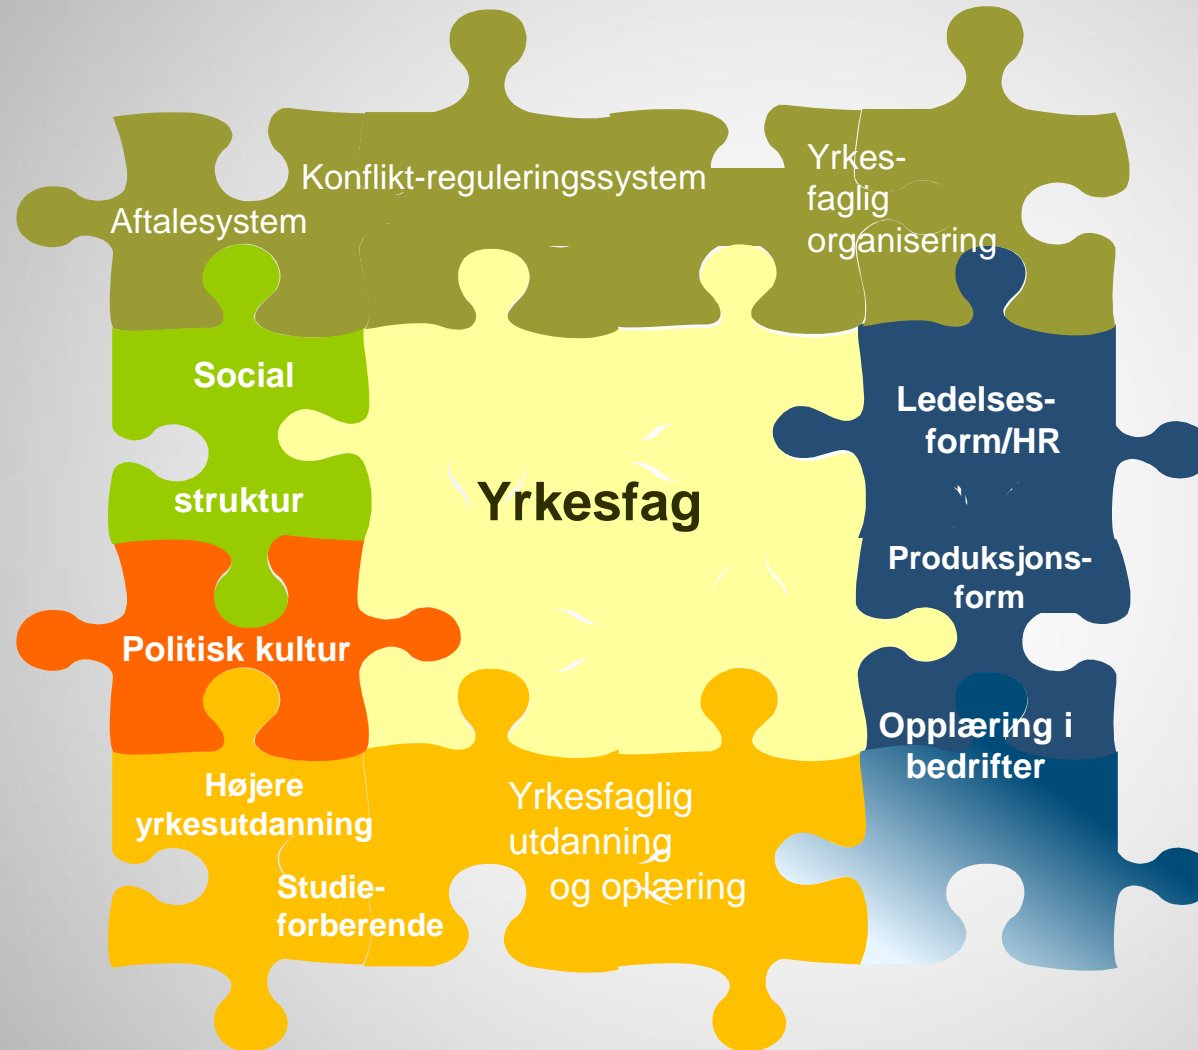 Konflikt-reguleringssystem
Aftalesystem
Yrkes-
faglig
organisering
Social
struktur
Ledelses-
form/HR
Yrkesfag
Produksjons-
form
Politisk kultur
Opplæring i
bedrifter
Højere
yrkesutdanning
Studie-
forberende
Yrkesfaglig
utdanning
og oplæring